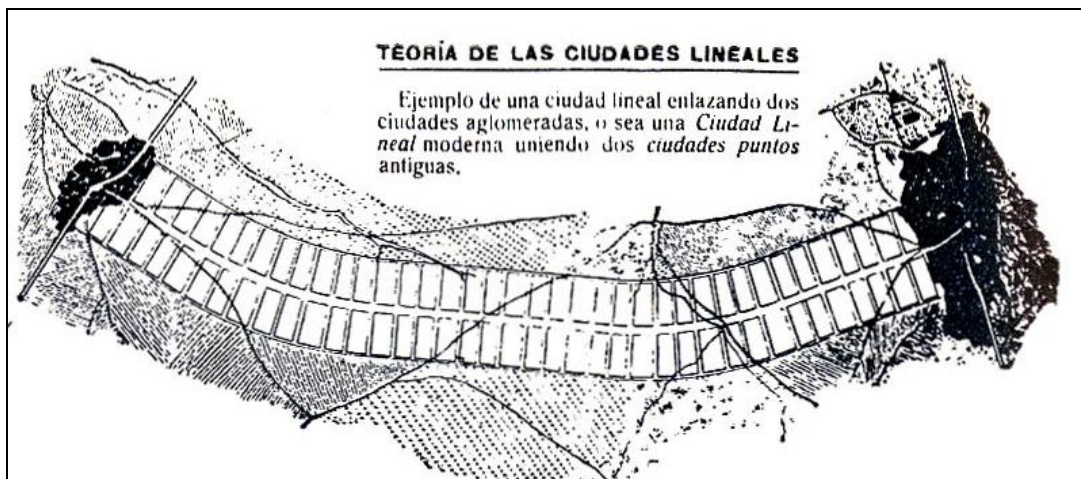 TEORÍA DE LAS CIUDADES LINEALES
Ejemplo de una ciudad lineal enlazando dos
ciudades aglomeradas, o sea una Ciudad Li-
neal moderna uniendo dos ciudades puntos
antiguas.